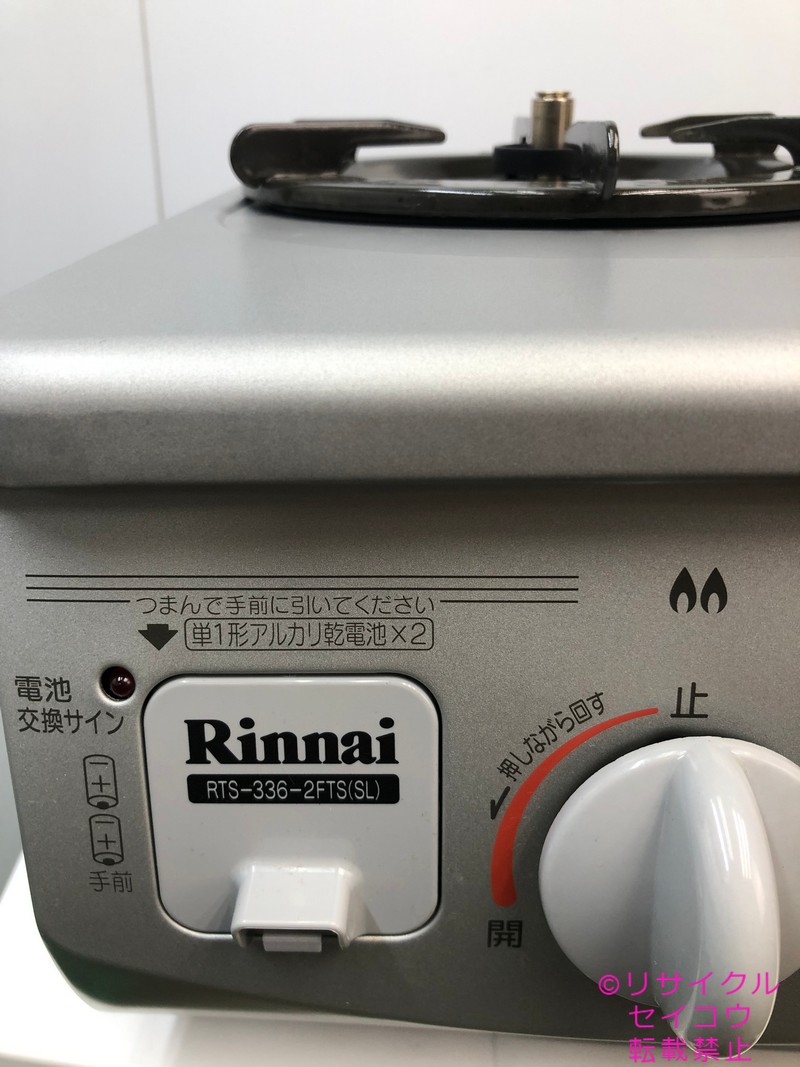 つまんで手前に引いてください
単1形アルカリ乾電池×2
電池
交換サイン
手前
Rinnai
RTS-336-2FTS(SL)
止
押しながら回す
開
©リサイクル
セイコウ
転載禁止